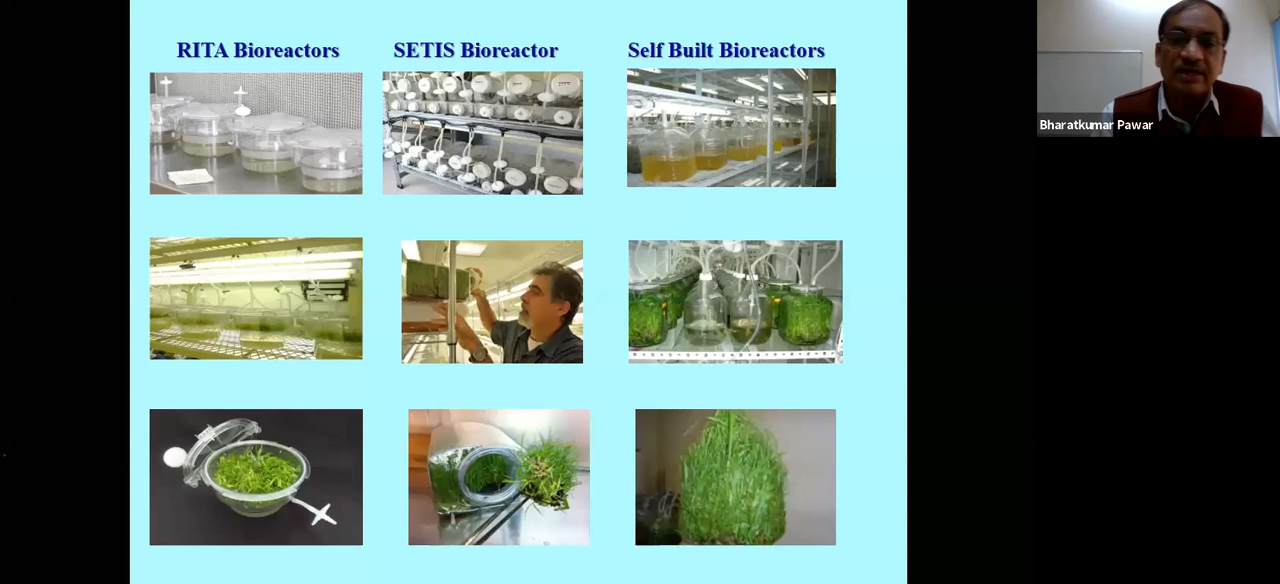 RITA Bioreactors
SETIS Bioreactor
Self Built Bioreactors
Bharatkumar Pawar